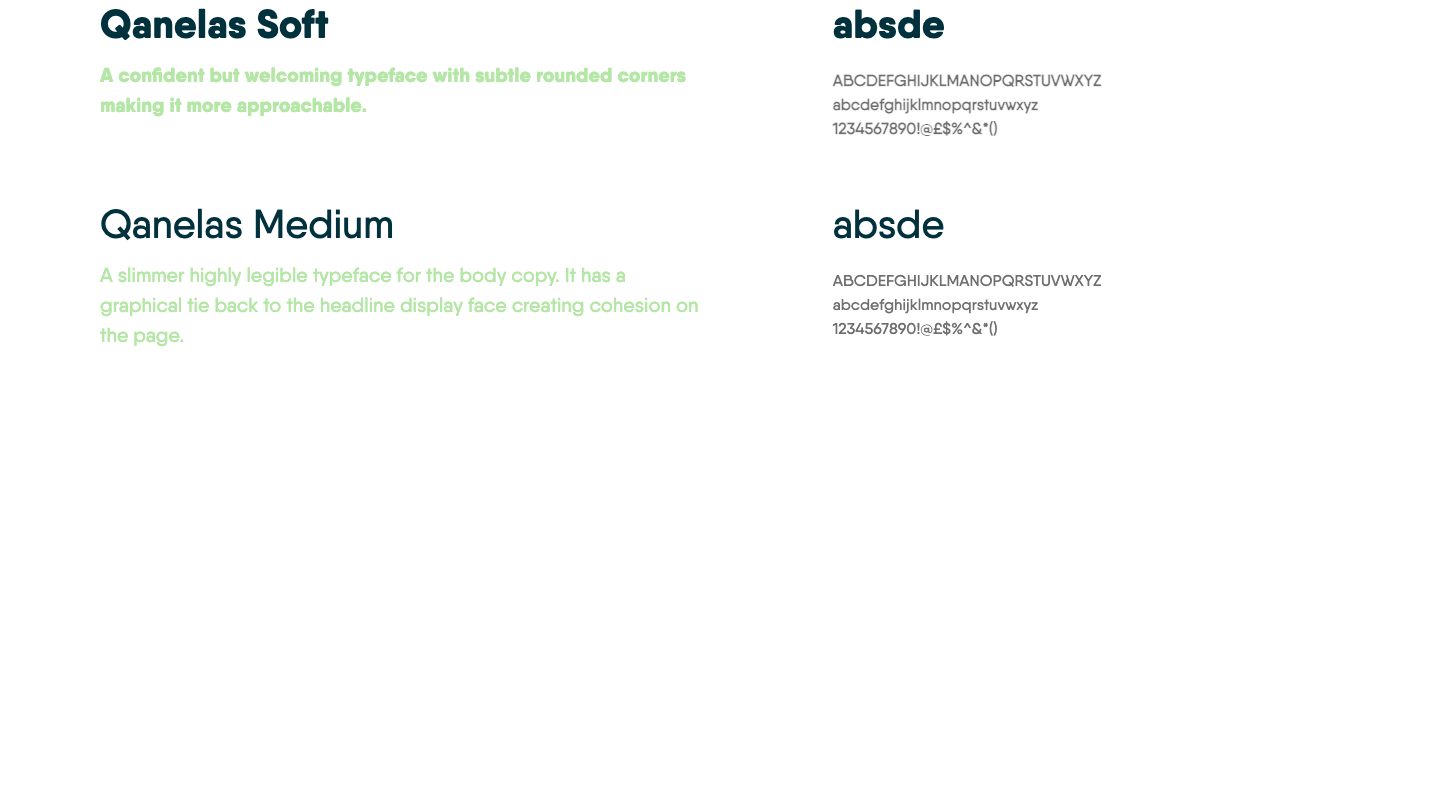 Qanelas Soft
A confident but welcoming typeface with subtle rounded corners
making it more approachable.
absde
ABCDEFGHIJKLMANOPQRSTUVWXYZ
abcdefghijklmnopqrstuvwxyz
1234567890!@£$%^&*()
Qanelas Medium
A slimmer highly legible typeface for the body copy. It has a
graphical tie back to the headline display face creating cohesion on
the page.
absde
ABCDEFGHIJKLMANOPQRSTUVWXYZ
abcdefghijklmnopqrstuvwxyz
1234567890!@£$%^&*()